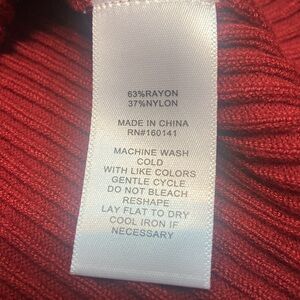 63%RAYON
37%NYLON
MADE IN CHINA
RN#160141
MACHINE WASH
COLD
WITH LIKE COLORS
GENTLE CYCLE
DO NOT BLEACH
RESHAPE
LAY FLAT TO DRY
COOL IRON IF
NECESSARY